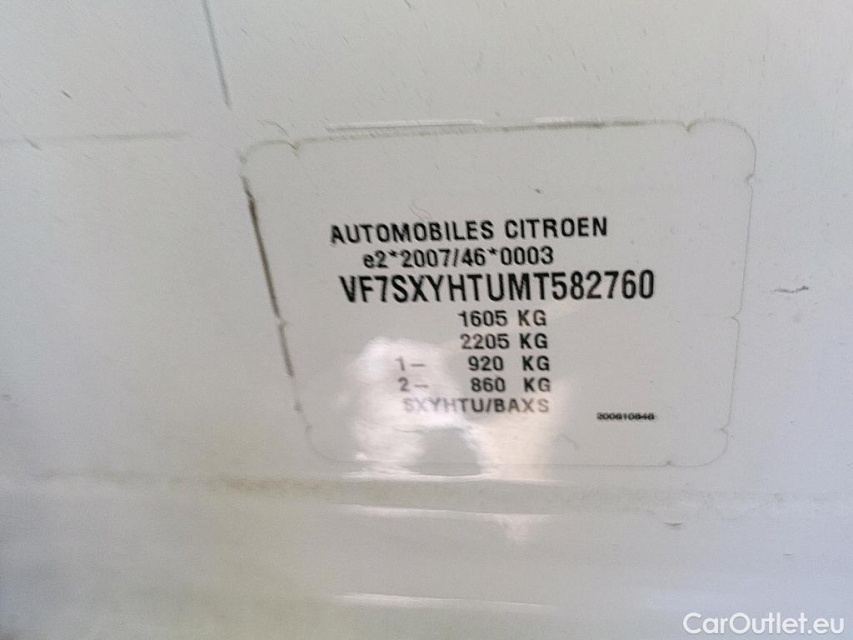 AUTOMOBILES CITROEN
e2*2007/46*0003
VF7SXYHTUMT582760
1605 KG
2205 KG
1- 920 KG
2- 860 KG
SXYHTU/BAXS
CarOutlet.eu